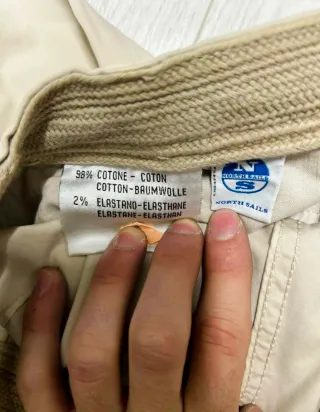 98% COTONE - COTON
COTTON-BAUMWOLLE
2% ELASTANO-ELASTHANE
ELASTANE-ELASTHAN
N
NORTH SAILS
S
NORTH SAILS